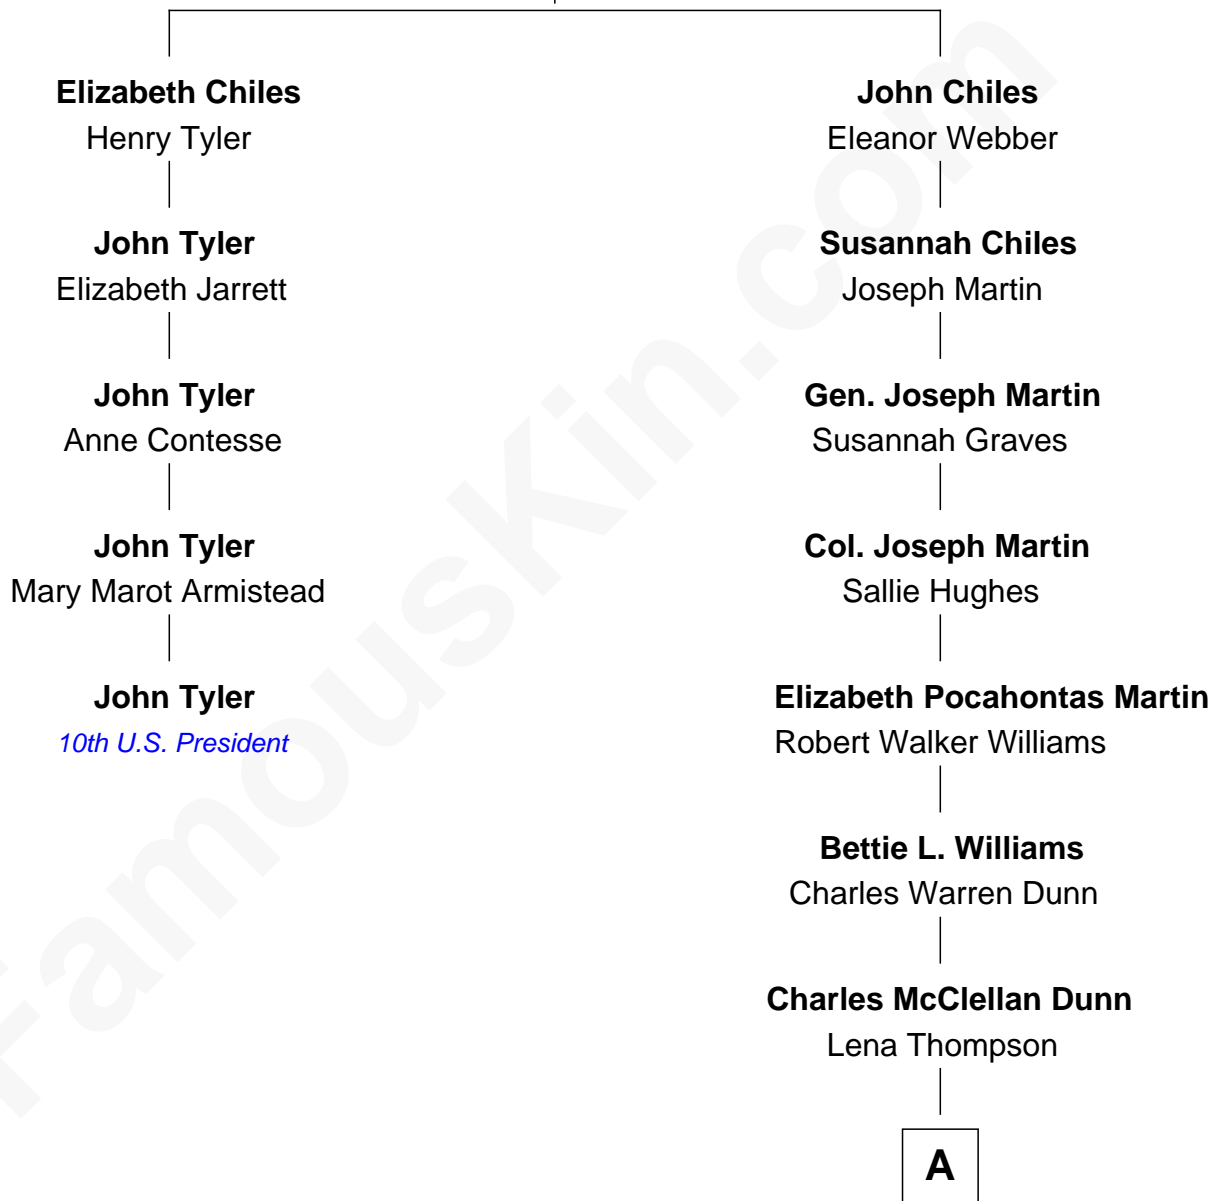 Elizabeth Chiles
Henry Tyler
John Tyler
Elizabeth Jarrett
John Tyler
Anne Contesse
John Tyler
Mary Marot Armistead
John Tyler
10th U.S. President
John Chiles
Eleanor Webber
Susannah Chiles
Joseph Martin
Gen. Joseph Martin
Susannah Graves
Col. Joseph Martin
Sallie Hughes
Elizabeth Pocahontas Martin
Robert Walker Williams
Bettie L. Williams
Charles Warren Dunn
Charles McClellan Dunn
Lena Thompson
A
FamousKin.com